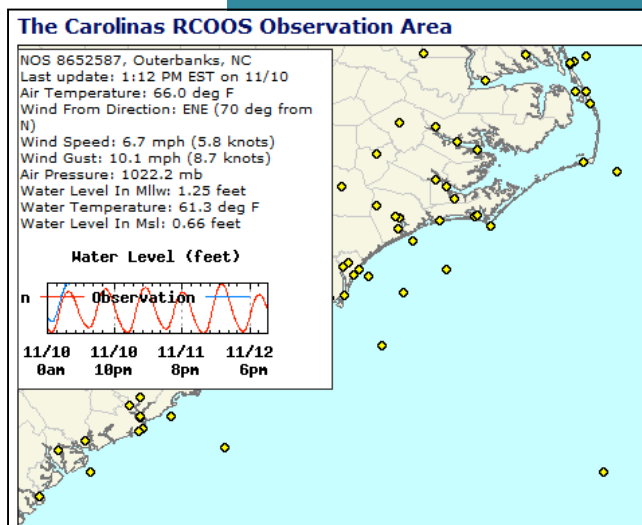 The Carolinas RCOOS Observation Area
NOS 8652587, Outerbanks, NC
Last update: 1:12 PM EST on 11/10
Air Temperature: 66.0 deg F
Wind From Direction: ENE (70 deg from
N)
Wind Speed: 6.7 mph (5.8 knots)
Wind Gust: 10.1 mph (8.7 knots)
Air Pressure: 1022.2 mb
Water Level In Mllw: 1.25 feet
Water Temperature: 61.3 deg F
Water Level In Msl: 0.66 feet
Water Level (feet)
n Observation
11/10 11/10 11/11 11/12
0am 10pm 8pm 6pm